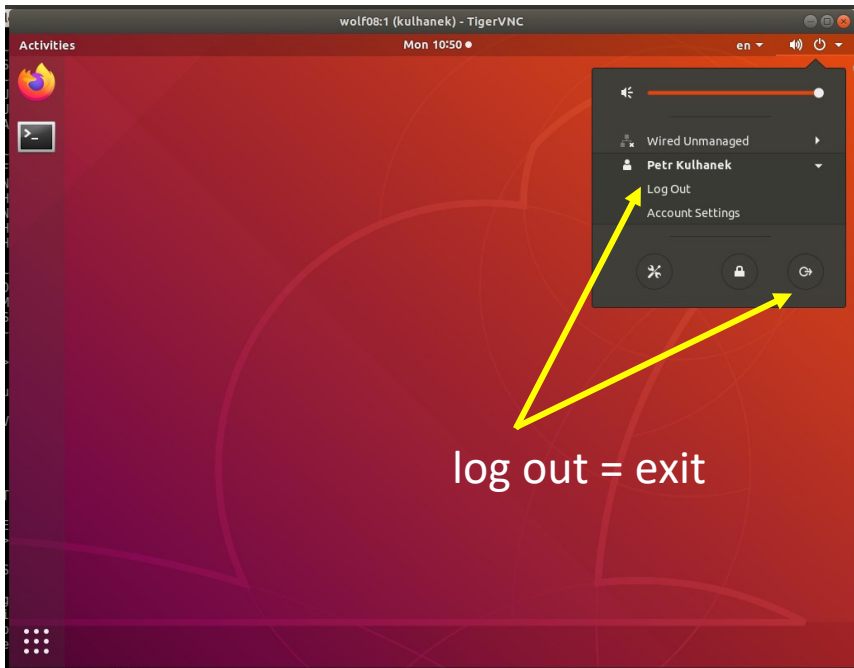 wolf08:1 (kulhanek) - TigerVNC
Activities Mon 10:50 en
Wired Unmanaged
Petr Kulhanek
Log Out
Account Settings
log out = exit